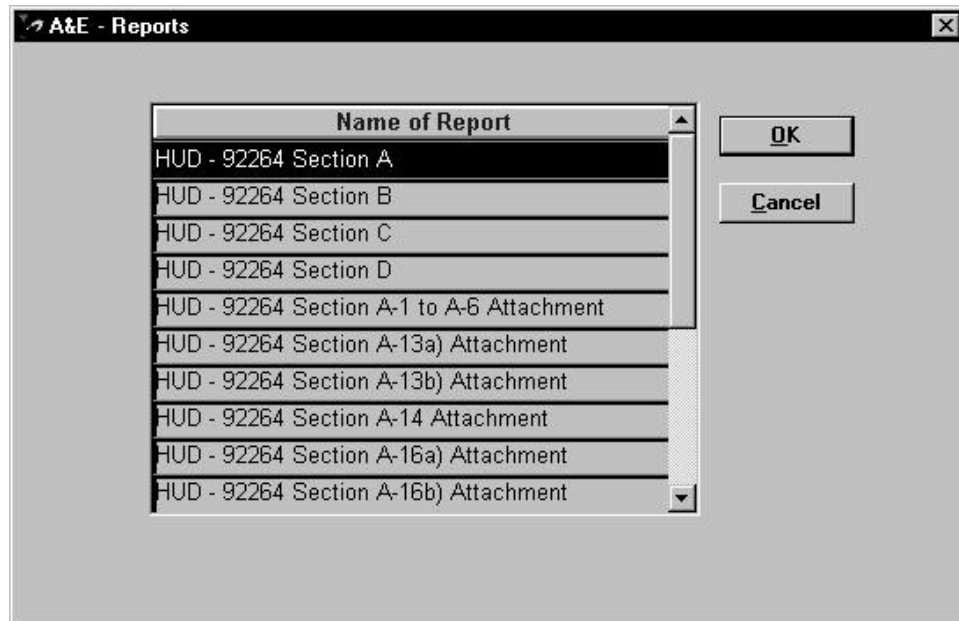 A&E - Reports
Name of Report
HUD - 92264 Section A
HUD - 92264 Section B
HUD - 92264 Section C
HUD - 92264 Section D
HUD - 92264 Section A-1 to A-6 Attachment
HUD - 92264 Section A-13a) Attachment
HUD - 92264 Section A-13b) Attachment
HUD - 92264 Section A-14 Attachment
HUD - 92264 Section A-16a) Attachment
HUD - 92264 Section A-16b) Attachment
OK
Cancel